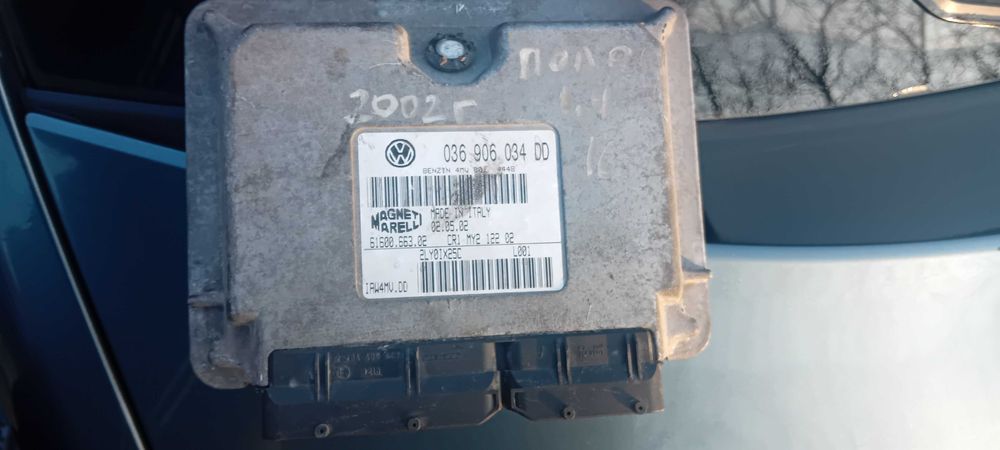 ПОЛО
2002г 1.4
16
036 906 034 DD
BENZIN 4MV
MAGNETI
MARELLI
MADE IN ITALY
02.05.02
61600.663.02 CR1 MY2 122 02
2LY01X25C L001
IAW4MV.DD